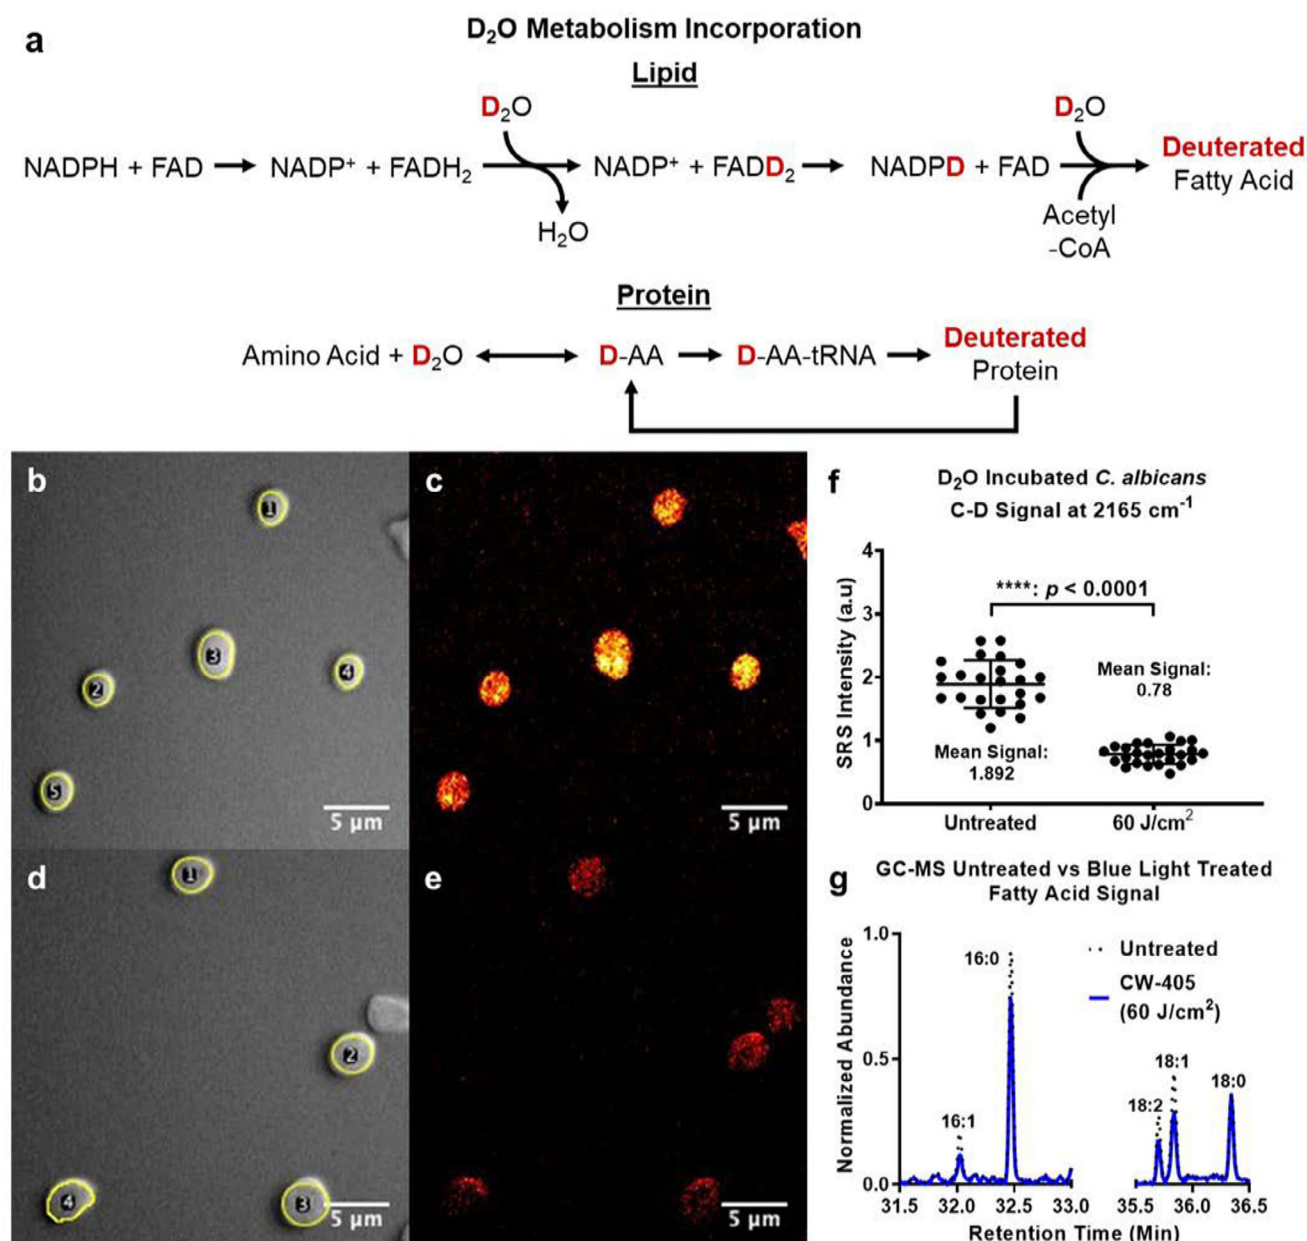 a
D₂O Metabolism Incorporation
Lipid
D₂O
D₂O
NADPH + FAD
NADP⁺ + FADH₂
NADP⁺ + FADD₂
NADPD + FAD
Deuterated
Fatty Acid
H₂O
Acetyl
-CoA
Protein
Amino Acid + D₂O
D-AA
D-AA-tRNA
Deuterated
Protein
b
1
2
3
4
5
5 µm
c
5 µm
d
1
2
3
4
5 µm
e
5 µm
f
D₂O Incubated C. albicans
C-D Signal at 2165 cm⁻¹
SRS Intensity (a.u)
4
3
2
1
0
****: p < 0.0001
Mean Signal:
0.78
Mean Signal:
1.892
Untreated
60 J/cm²
g
GC-MS Untreated vs Blue Light Treated
Fatty Acid Signal
Normalized Abundance
1.0
0.5
0.0
Untreated
CW-405
(60 J/cm²)
16:0
16:1
18:2
18:1
18:0
31.5 32.0 32.5 33.0 35.5 36.0 36.5
Retention Time (Min)